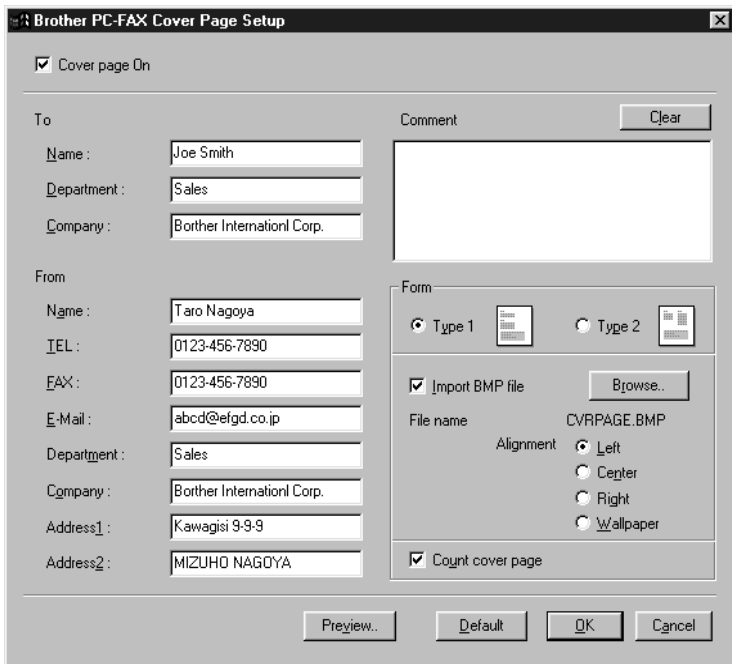 Brother PC-FAX Cover Page Setup
Cover page On
To
Name : Joe Smith
Department : Sales
Company : Borther Internationl Corp.
From
Name : Taro Nagoya
TEL : 0123-456-7890
FAX : 0123-456-7890
E-Mail : abcd@efgd.co.jp
Department : Sales
Company : Borther Internationl Corp.
Address1 : Kawagisi 9-9-9
Address2 : MIZUHO NAGOYA
Comment Clear
Form
Type 1 Type 2
Import BMP file Browse..
File name CVRPAGE.BMP
Alignment Left
Center
Right
Wallpaper
Count cover page
Preview.. Default OK Cancel